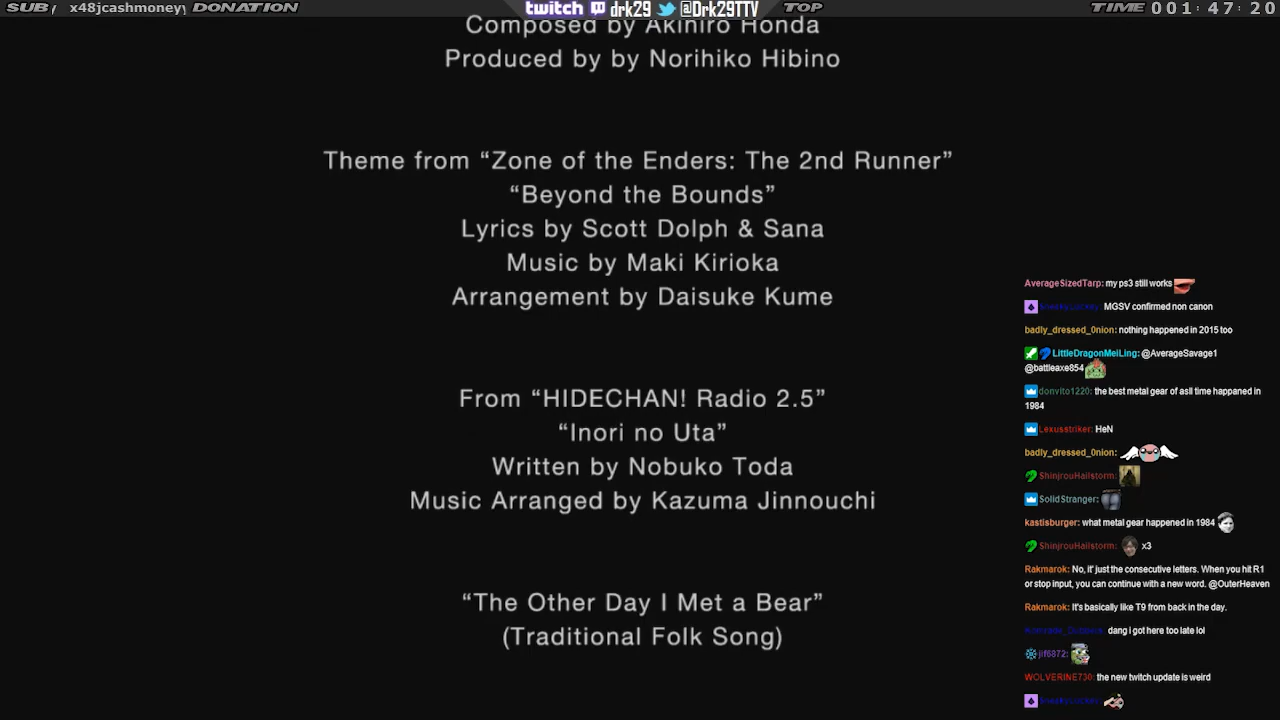 SUB( x48jcashmoney) DONATION
twitch drk29 @Drk29TTV
TOP
TIME 001:47:20
Composed by Akihiro Honda
Produced by by Norihiko Hibino
Theme from “Zone of the Enders: The 2nd Runner”
“Beyond the Bounds”
Lyrics by Scott Dolph & Sana
Music by Maki Kirioka
Arrangement by Daisuke Kume
From “HIDECHAN! Radio 2.5”
“Inori no Uta”
Written by Nobuko Toda
Music Arranged by Kazuma Jinnouchi
“The Other Day I Met a Bear”
(Traditional Folk Song)
AverageSizedTarp: my ps3 still works
MGSV confirmed non canon
badly_dressed_0nion: nothing happened in 2015 too
LittleDragonMeiLing: @AverageSavage1
@battleaxe854
donvito1220: the best metal gear of asll time happened in
1984
Lexusstriker: HeN
badly_dressed_0nion:
ShinjrouHailstorm:
SolidStranger:
kastisburger: what metal gear happened in 1984
ShinjrouHailstorm: x3
Rakmarok: No, it' just the consecutive letters. When you hit R1
or stop input, you can continue with a new word. @OuterHeaven
Rakmarok: It's basically like T9 from back in the day.
dang i got here too late lol
jlf6872:
WOLVERINE730: the new twitch update is weird